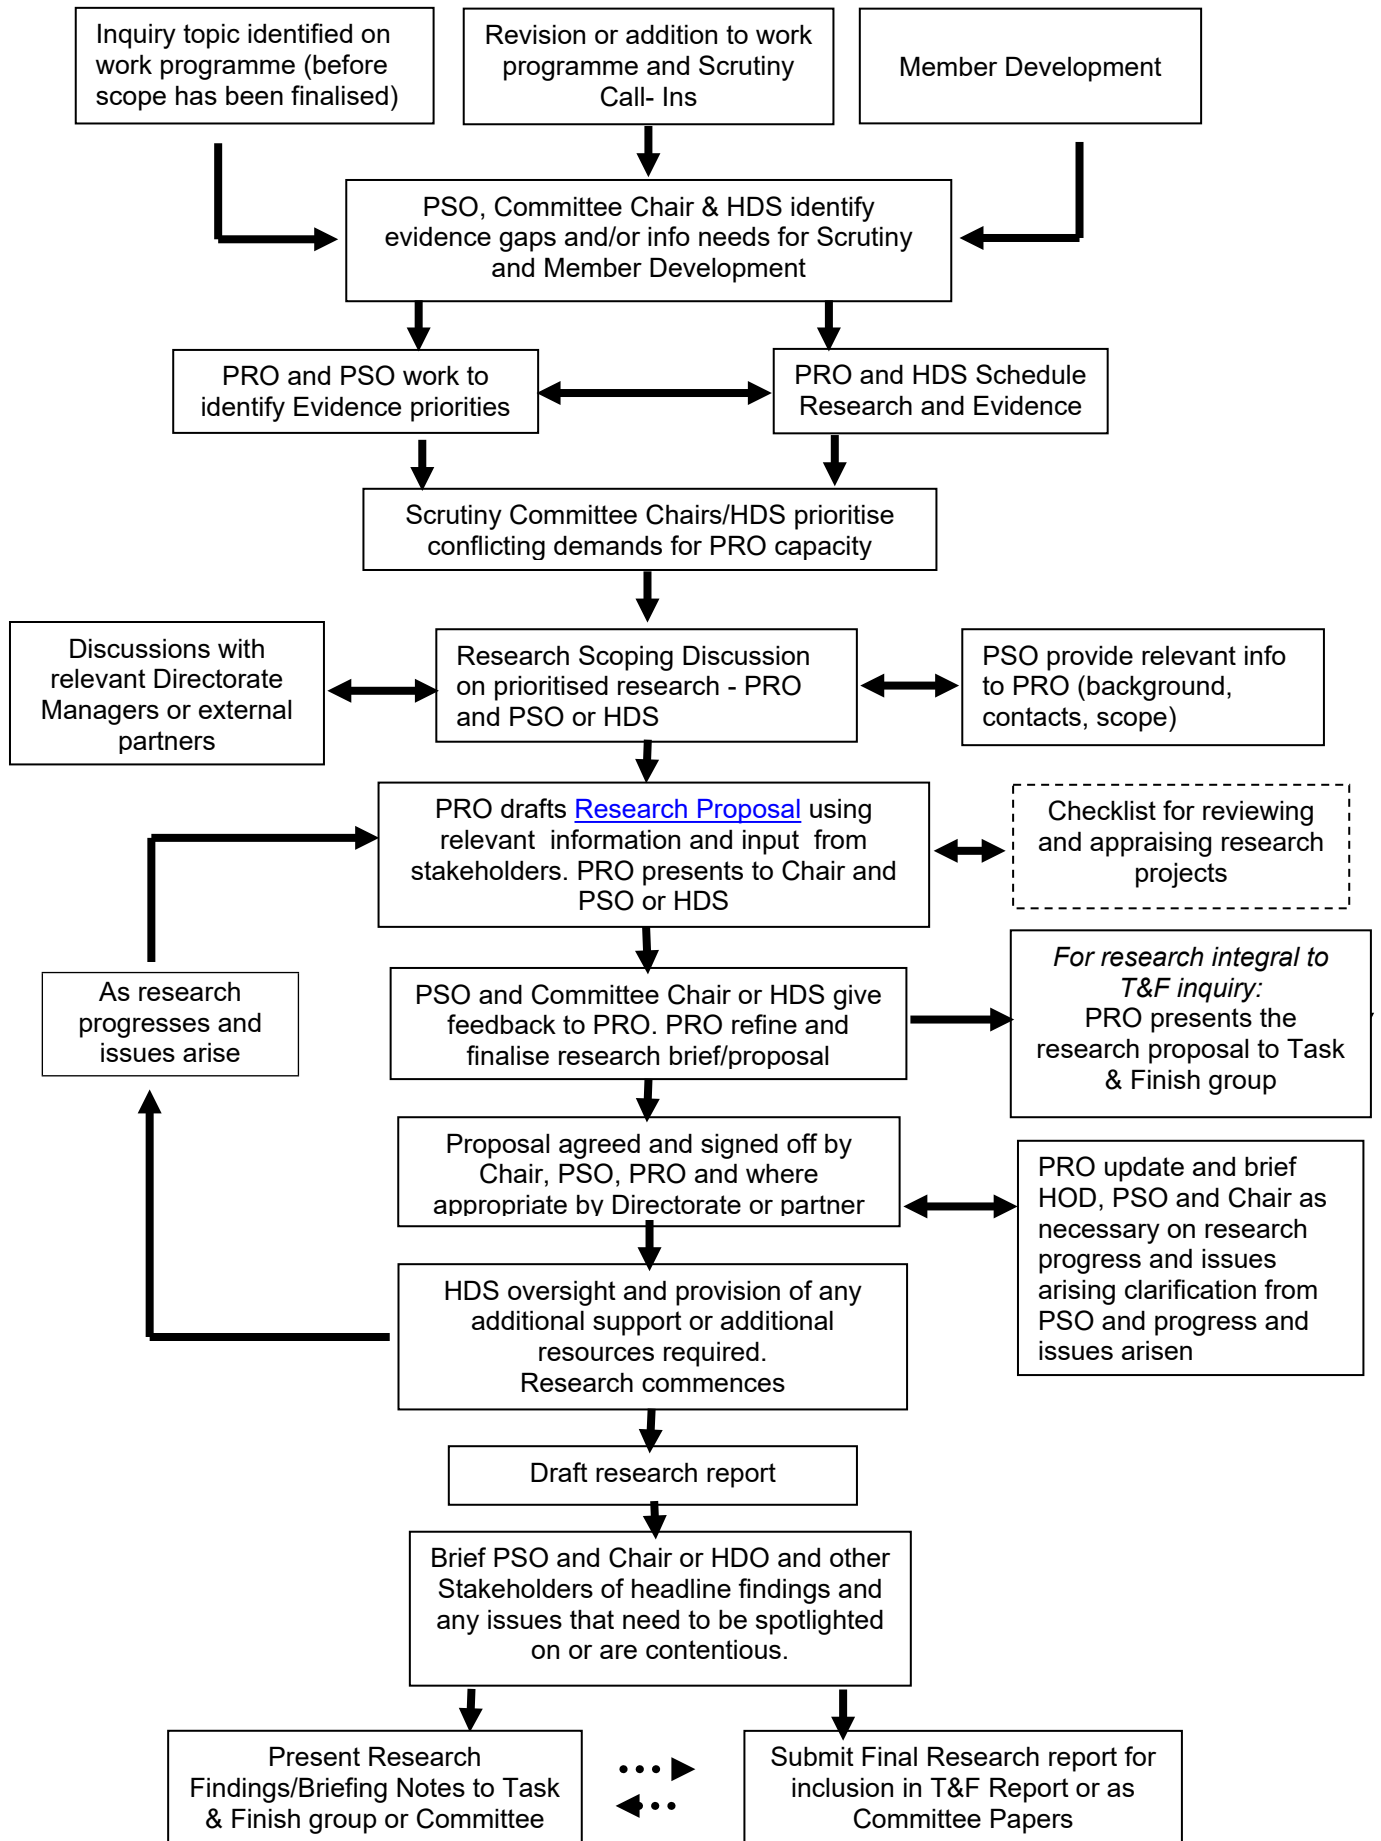 Inquiry topic identified on
work programme (before
scope has been finalised)
Revision or addition to work
programme and Scrutiny
Call- Ins
Member Development
PSO, Committee Chair & HDS identify
evidence gaps and/or info needs for Scrutiny
and Member Development
PRO and PSO work to
identify Evidence priorities
PRO and HDS Schedule
Research and Evidence
Scrutiny Committee Chairs/HDS prioritise
conflicting demands for PRO capacity
Discussions with
relevant Directorate
Managers or external
partners
Research Scoping Discussion
on prioritised research - PRO
and PSO or HDS
PSO provide relevant info
to PRO (background,
contacts, scope)
PRO drafts Research Proposal using
relevant information and input from
stakeholders. PRO presents to Chair and
PSO or HDS
Checklist for reviewing
and appraising research
projects
As research
progresses and
issues arise
PSO and Committee Chair or HDS give
feedback to PRO. PRO refine and
finalise research brief/proposal
For research integral to
T&F inquiry:
PRO presents the
research proposal to Task
& Finish group
Proposal agreed and signed off by
Chair, PSO, PRO and where
appropriate by Directorate or partner
PRO update and brief
HOD, PSO and Chair as
necessary on research
progress and issues
arising clarification from
PSO and progress and
issues arisen
HDS oversight and provision of any
additional support or additional
resources required.
Research commences
Draft research report
Brief PSO and Chair or HDO and other
Stakeholders of headline findings and
any issues that need to be spotlighted
on or are contentious.
Present Research
Findings/Briefing Notes to Task
& Finish group or Committee
Submit Final Research report for
inclusion in T&F Report or as
Committee Papers